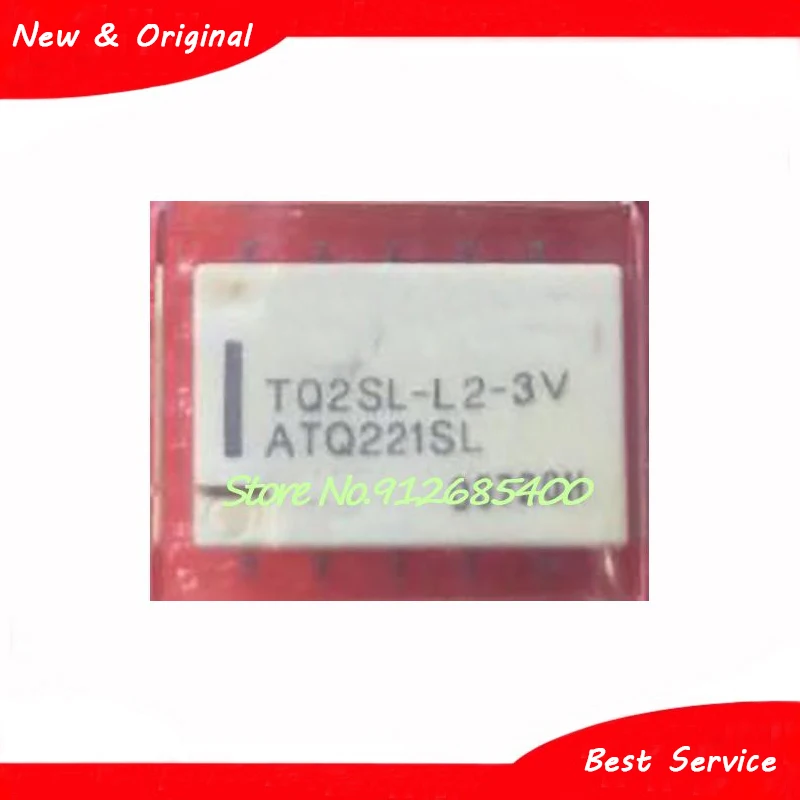 New & Original
TQ2SL-L2-3V
ATQ221SL
Store No.912685400
Best Service